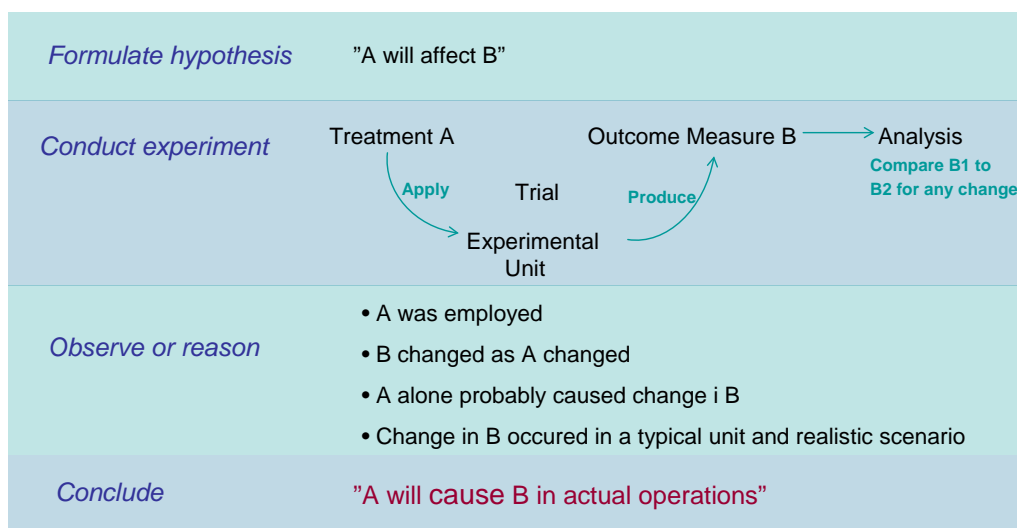 Formulate hypothesis
”A will affect B”
Conduct experiment
Treatment A
Outcome Measure B
Analysis
Compare B1 to
B2 for any change
Apply
Trial
Produce
Experimental
Unit
Observe or reason
• A was employed
• B changed as A changed
• A alone probably caused change i B
• Change in B occured in a typical unit and realistic scenario
Conclude
”A will cause B in actual operations”